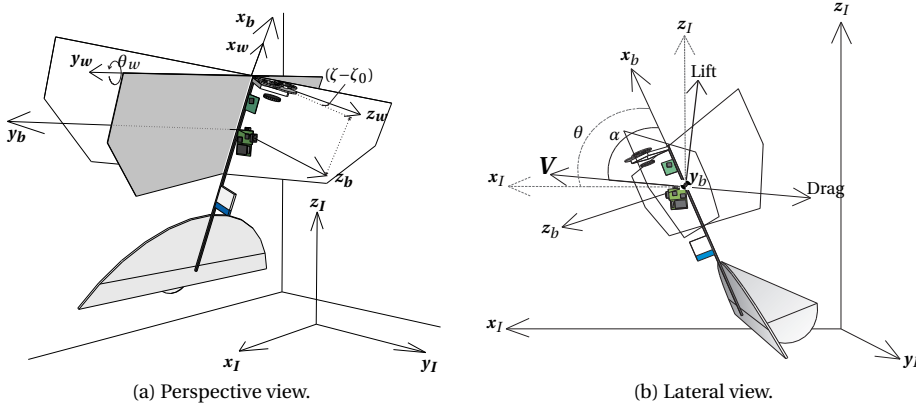 x_b
x_w
y_w
θ_w
(ζ−ζ_0)
z_w
y_b
z_b
z_I
x_I
y_I
(a) Perspective view.
z_I
z_I
x_b
Lift
θ
α
V
y_b
x_I
Drag
z_b
x_I
y_I
(b) Lateral view.